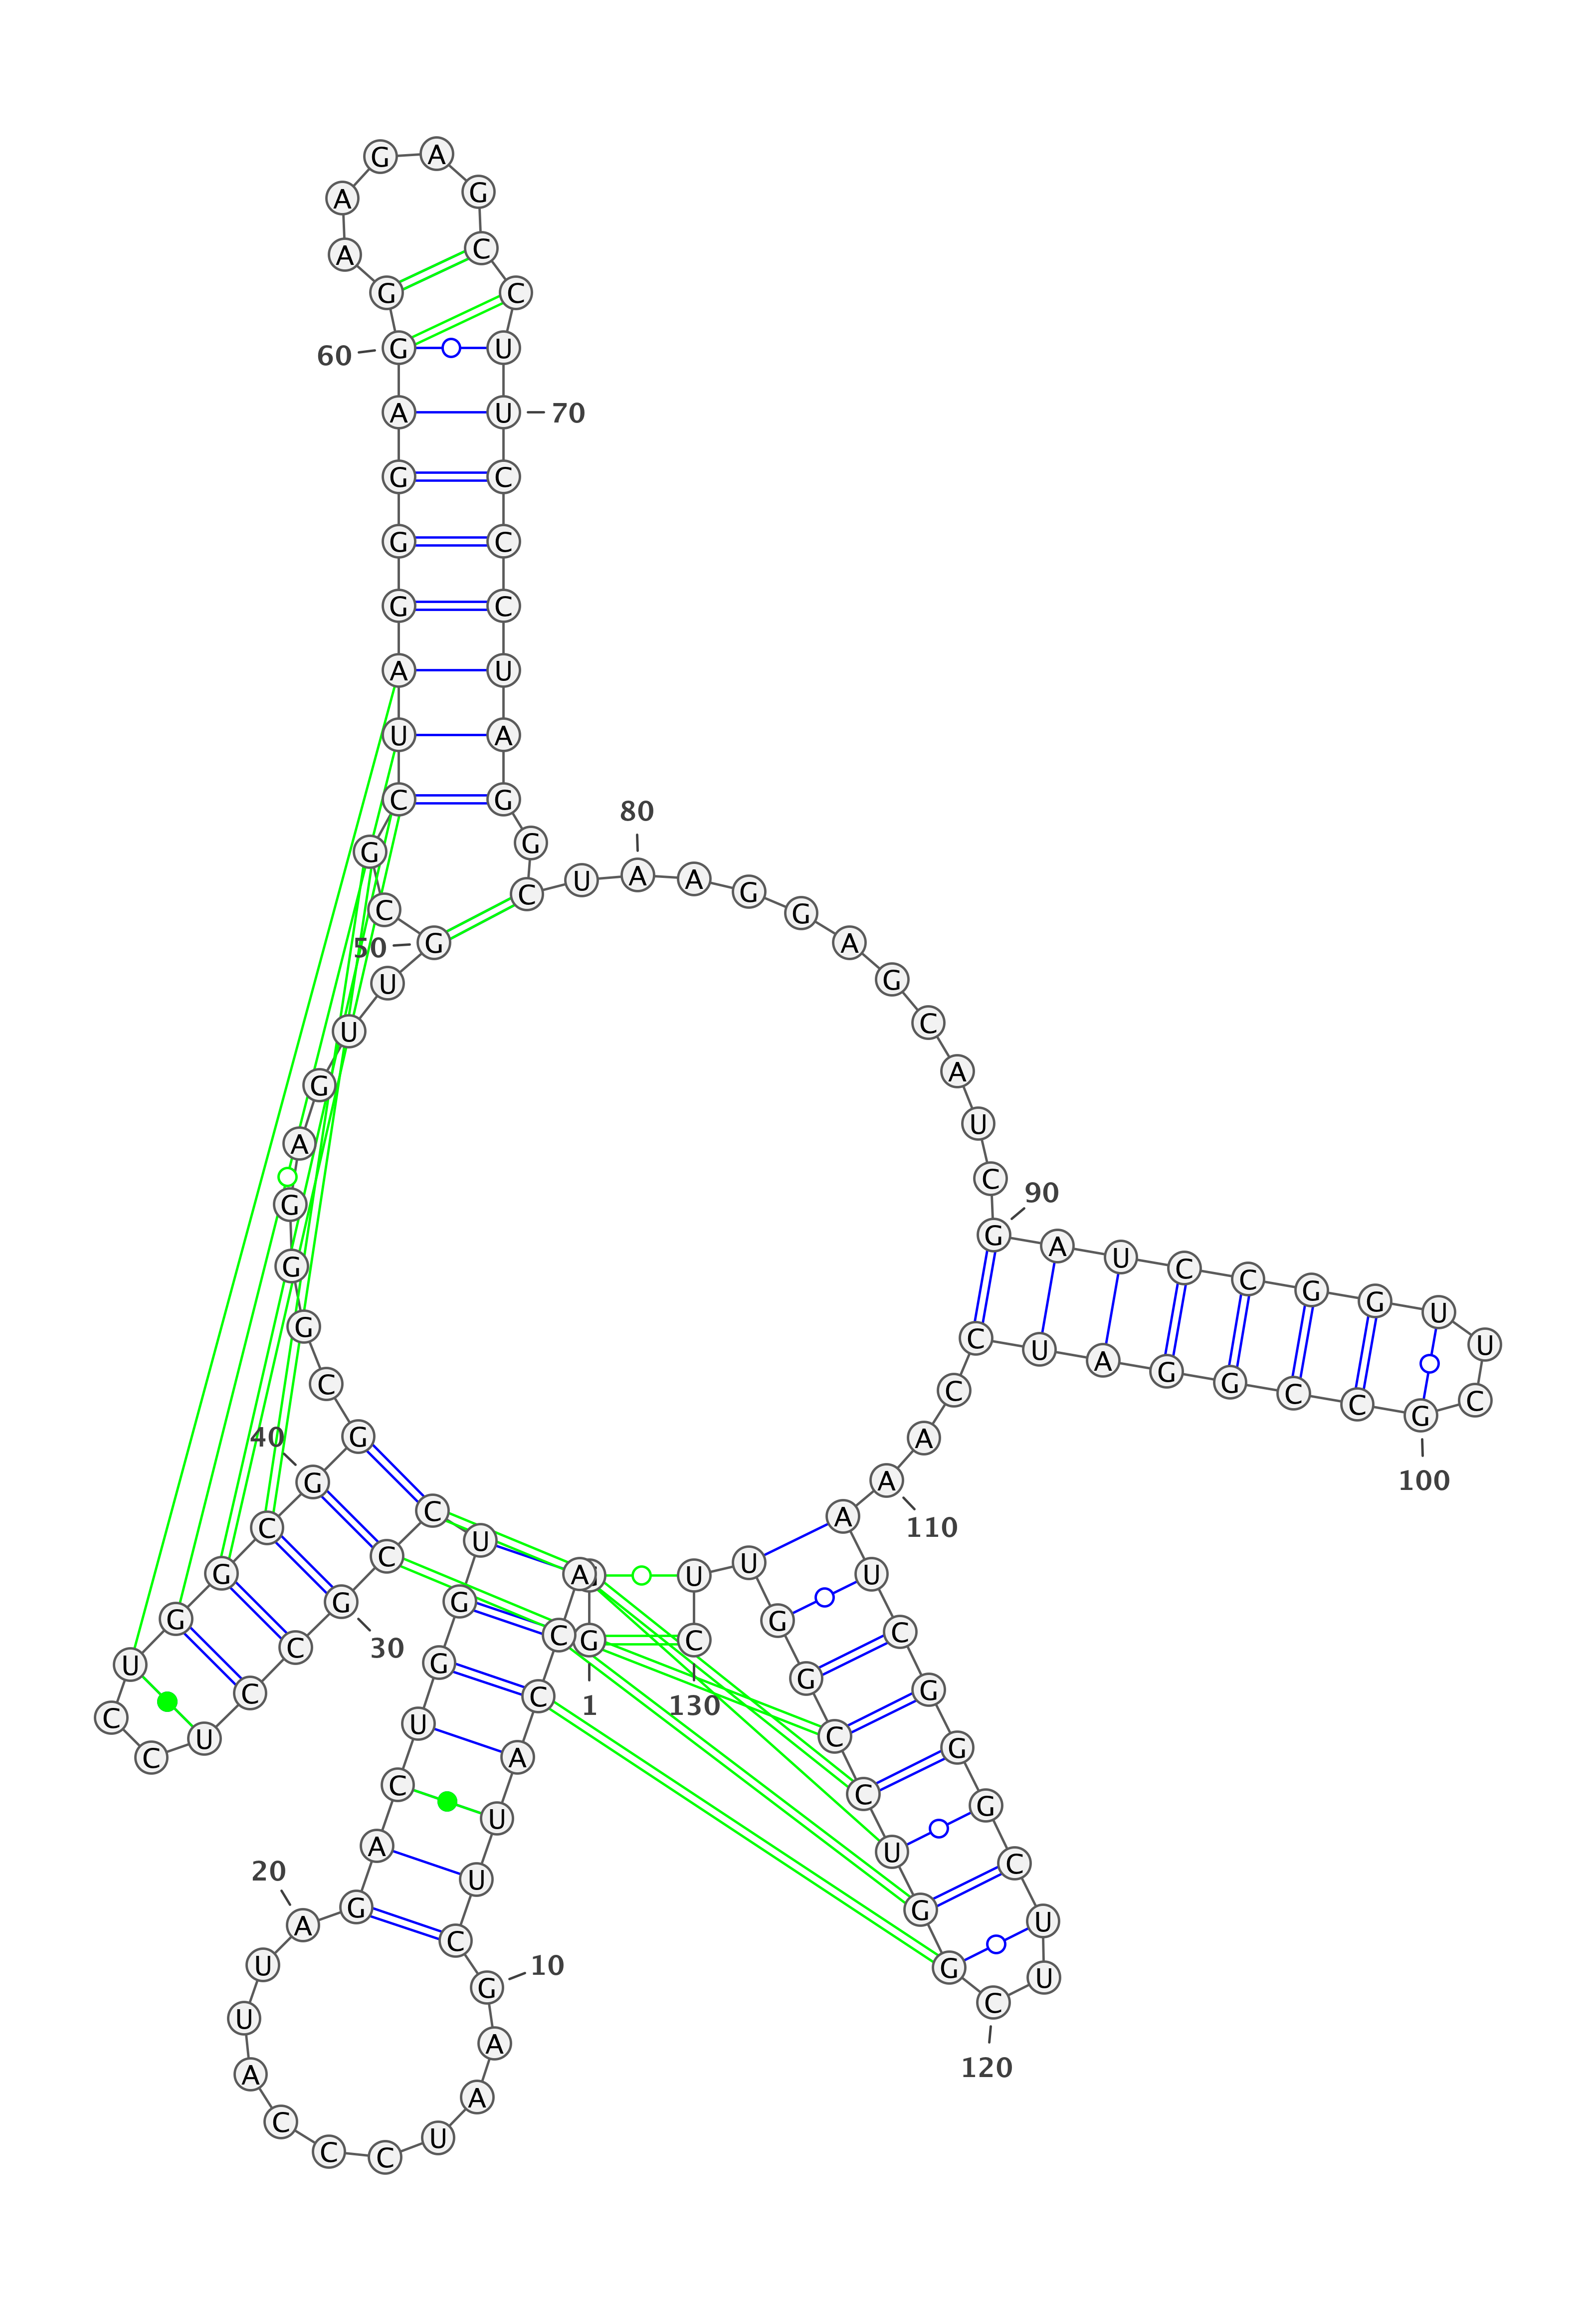 G
A C C A U U C
G
A A U C C C A U U
A
G A C U G G U C C
G
C C U C C U G G C
G
G C G G G A G U U
G
C G C U A G G G A
G
G A A G A G C C U
U
C C C U A G G C U
A
A G G A G C A U C
G
A U C C G G U U C
G
C C G G A U C C A
A
A U C G G G C U U
C
G G U C C G G U U
C
1
10
20
30
40
50
60
70
80
90
100
110
120
130